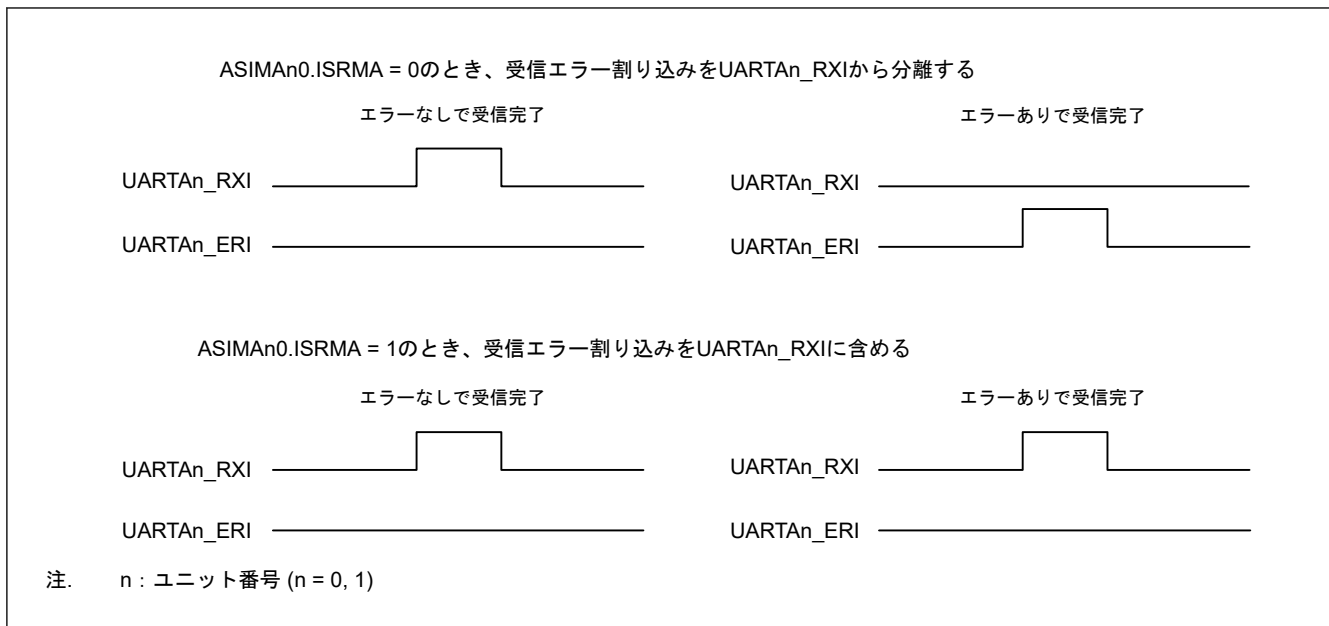 ASIMAn0.ISRMA = 0のとき、受信エラー割り込みをUARTAn_RXIから分離する
エラーなしで受信完了
エラーありで受信完了
UARTAn_RXI
UARTAn_RXI
UARTAn_ERI
UARTAn_ERI
ASIMAn0.ISRMA = 1のとき、受信エラー割り込みをUARTAn_RXIに含める
エラーなしで受信完了
エラーありで受信完了
UARTAn_RXI
UARTAn_RXI
UARTAn_ERI
UARTAn_ERI
注. n：ユニット番号 (n = 0, 1)